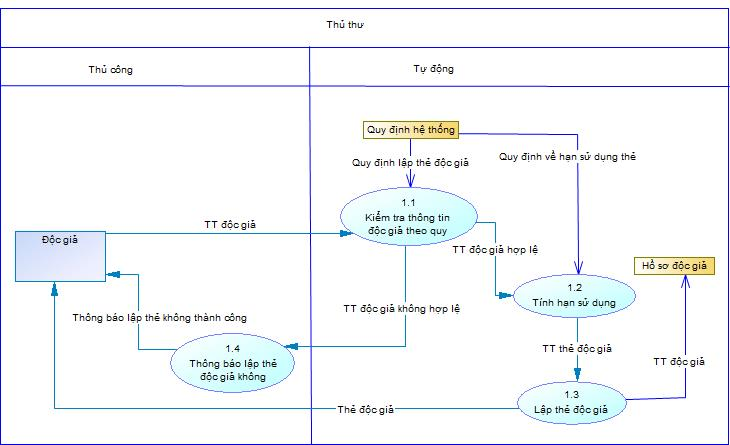 Thủ thư
Thủ công
Tự động
Quy định hệ thống
Quy định lập thẻ độc giả
Quy định về hạn sử dụng thẻ
1.1
Kiểm tra thông tin
độc giả theo quy
TT độc giả
Độc giả
TT độc giả hợp lệ
Hồ sơ độc giả
1.2
Tính hạn sử dụng
TT độc giả không hợp lệ
Thông báo lập thẻ không thành công
1.4
Thông báo lập thẻ
độc giả không
TT thẻ độc giả
TT độc giả
1.3
Lập thẻ độc giả
Thẻ độc giả